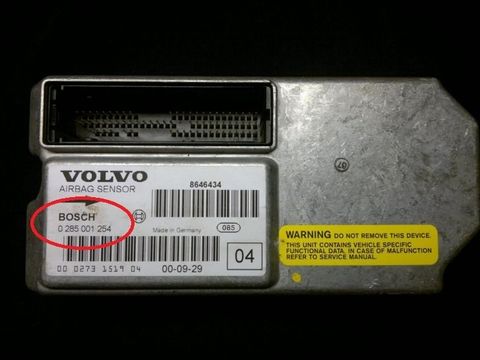 VOLVO
AIRBAG SENSOR
8646434
BOSCH
0 285 001 254
Made in Germany
085
00 0273 1519 04
00-09-29
04
WARNING DO NOT REMOVE THIS DEVICE.
THIS UNIT CONTAINS VEHICLE SPECIFIC
FUNCTIONAL DATA. IN CASE OF MALFUNCTION
REFER TO SERVICE MANUAL.